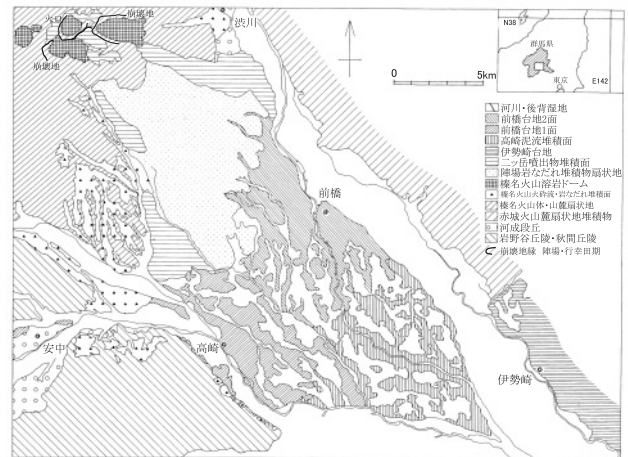 火口
崩壊地
渋川
崩壊地
N38
群馬県
東京
E142
0 5km
河川・後背湿地
前橋台地2面
前橋台地1面
高崎泥流堆積面
伊勢崎台地
二ッ岳噴出物堆積面
陣場岩なだれ堆積物扇状地
榛名火山溶岩ドーム
榛名火山火砕流・岩なだれ堆積面
榛名火山体・山麓扇状地
赤城火山麓扇状地堆積物
河成段丘
岩野谷丘陵・秋間丘陵
崩壊地縁 陣場・行幸田期
前橋
安中
高崎
伊勢崎